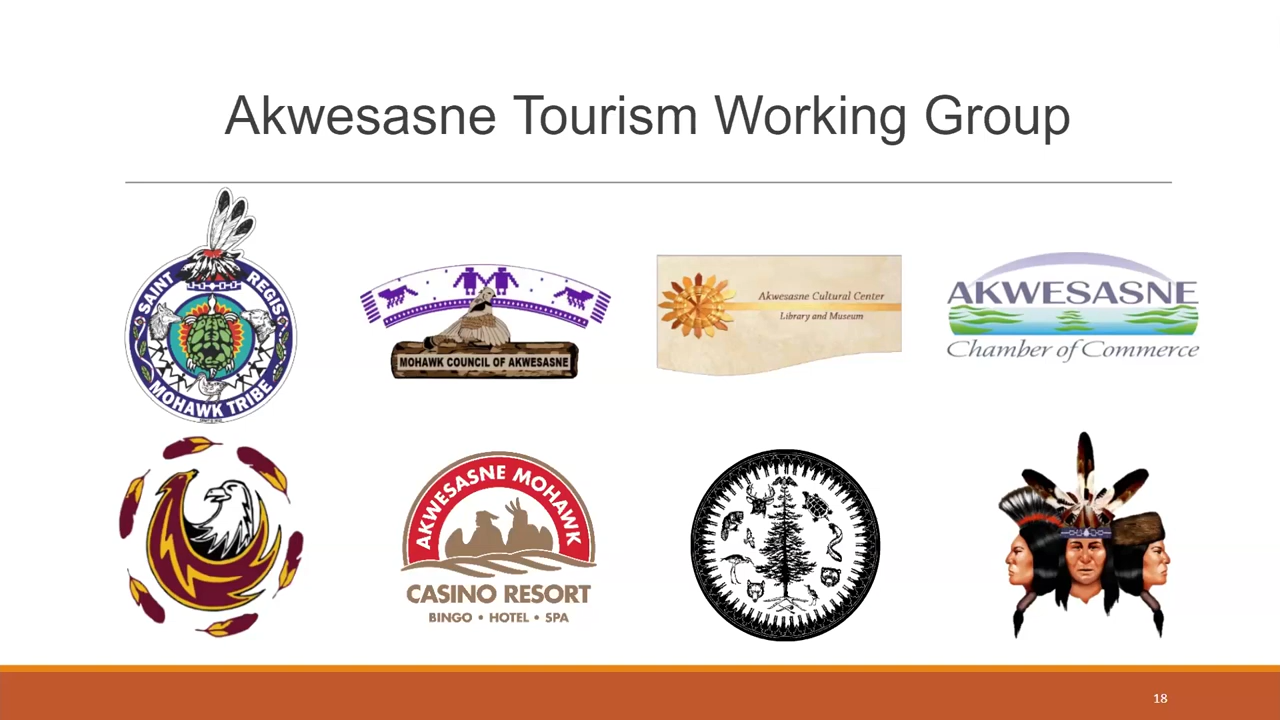 Akwesasne Tourism Working Group
SAINT REGIS
MOHAWK TRIBE
MOHAWK COUNCIL OF AKWESASNE
Akwesasne Cultural Center
Library and Museum
AKWESASNE
Chamber of Commerce
AKWESASNE MOHAWK
CASINO RESORT
BINGO • HOTEL • SPA
18